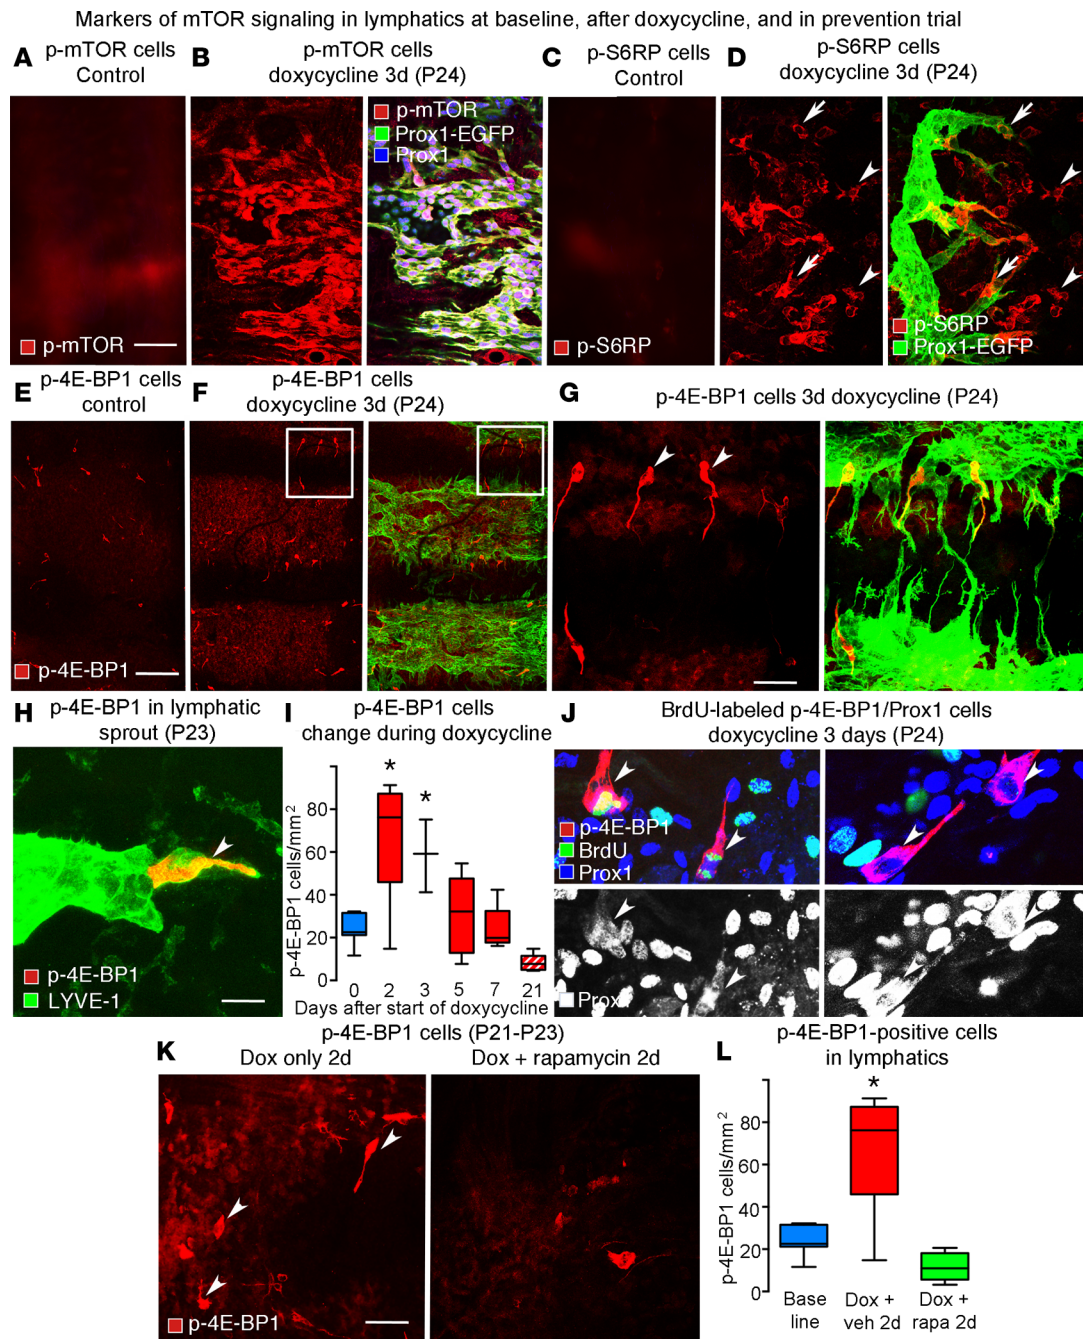 Markers of mTOR signaling in lymphatics at baseline, after doxycycline, and in prevention trial
A p-mTOR cells
Control
p-mTOR
B p-mTOR cells
doxycycline 3d (P24)
p-mTOR
Prox1-EGFP
Prox1
C p-S6RP cells
Control
p-S6RP
D p-S6RP cells
doxycycline 3d (P24)
p-S6RP
Prox1-EGFP
E p-4E-BP1 cells
control
p-4E-BP1
F p-4E-BP1 cells
doxycycline 3d (P24)
G p-4E-BP1 cells 3d doxycycline (P24)
H p-4E-BP1 in lymphatic
sprout (P23)
p-4E-BP1
LYVE-1
I p-4E-BP1 cells
change during doxycycline
p-4E-BP1 cells/mm2
80
60
40
20
0
* *
0 2 3 5 7 21
Days after start of doxycycline
J BrdU-labeled p-4E-BP1/Prox1 cells
doxycycline 3 days (P24)
p-4E-BP1
BrdU
Prox1
Prox
K p-4E-BP1 cells (P21-P23)
Dox only 2d Dox + rapamycin 2d
p-4E-BP1
L p-4E-BP1-positive cells
in lymphatics
p-4E-BP1 cells/mm2
80
60
40
20
0
*
Base
line
Dox +
veh 2d
Dox +
rapa 2d